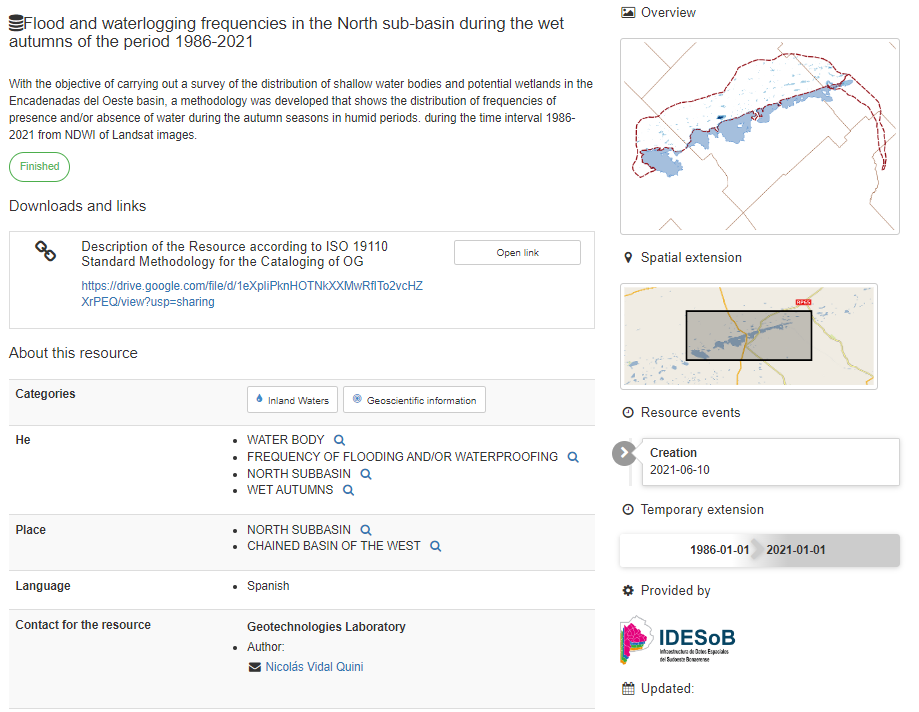 Flood and waterlogging frequencies in the North sub-basin during the wet
autumns of the period 1986-2021
With the objective of carrying out a survey of the distribution of shallow water bodies and potential wetlands in the
Encadenadas del Oeste basin, a methodology was developed that shows the distribution of frequencies of
presence and/or absence of water during the autumn seasons in humid periods. during the time interval 1986-
2021 from NDWI of Landsat images.
Finished
Downloads and links
Description of the Resource according to ISO 19110
Standard Methodology for the Cataloging of OG
Open link
https://drive.google.com/file/d/1eXpliPknHOTNkXXMwRflTo2vcHZ
XrPEQ/view?usp=sharing
About this resource
Categories
Inland Waters
Geoscientific information
He
WATER BODY
FREQUENCY OF FLOODING AND/OR WATERPROOFING
NORTH SUBBASIN
WET AUTUMNS
Place
NORTH SUBBASIN
CHAINED BASIN OF THE WEST
Language
Spanish
Contact for the resource
Geotechnologies Laboratory
Author:
Nicolás Vidal Quini
Overview
Spatial extension
RP65
Resource events
Creation
2021-06-10
Temporary extension
1986-01-01
2021-01-01
Provided by
IDESoB
Infraestructura de Datos Espaciales
del Sudoeste Bonaerense
Updated: